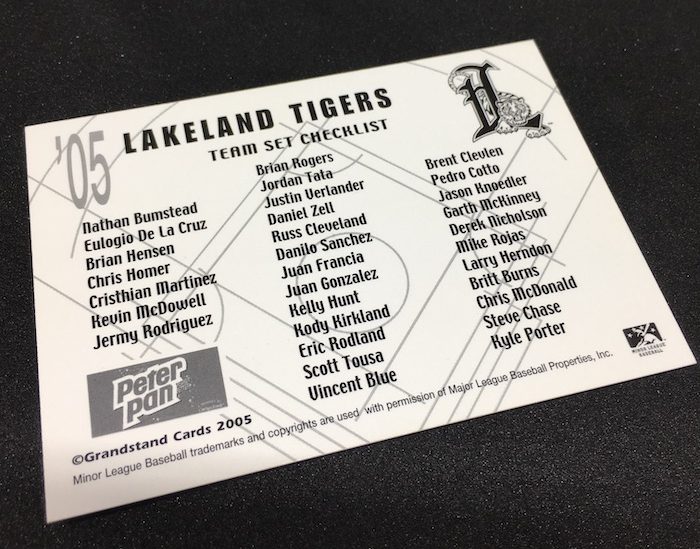 '05
LAKELAND TIGERS
TEAM SET CHECKLIST
Nathan Bumstead
Eulogio De La Cruz
Brian Hensen
Chris Homer
Cristhian Martinez
Kevin McDowell
Jermy Rodriguez
Brian Rogers
Jordan Tata
Justin Verlander
Daniel Zell
Russ Cleveland
Danilo Sanchez
Juan Francia
Juan Gonzalez
Kelly Hunt
Kody Kirkland
Eric Rodland
Scott Tousa
Vincent Blue
Brent Clevlen
Pedro Cotto
Jason Knoedler
Garth McKinney
Derek Nicholson
Mike Rojas
Larry Herndon
Britt Burns
Chris McDonald
Steve Chase
Kyle Porter
L
Peter
Pan
MINOR LEAGUE
BASEBALL
©Grandstand Cards 2005
Minor League Baseball trademarks and copyrights are used with permission of Major League Baseball Properties, Inc.